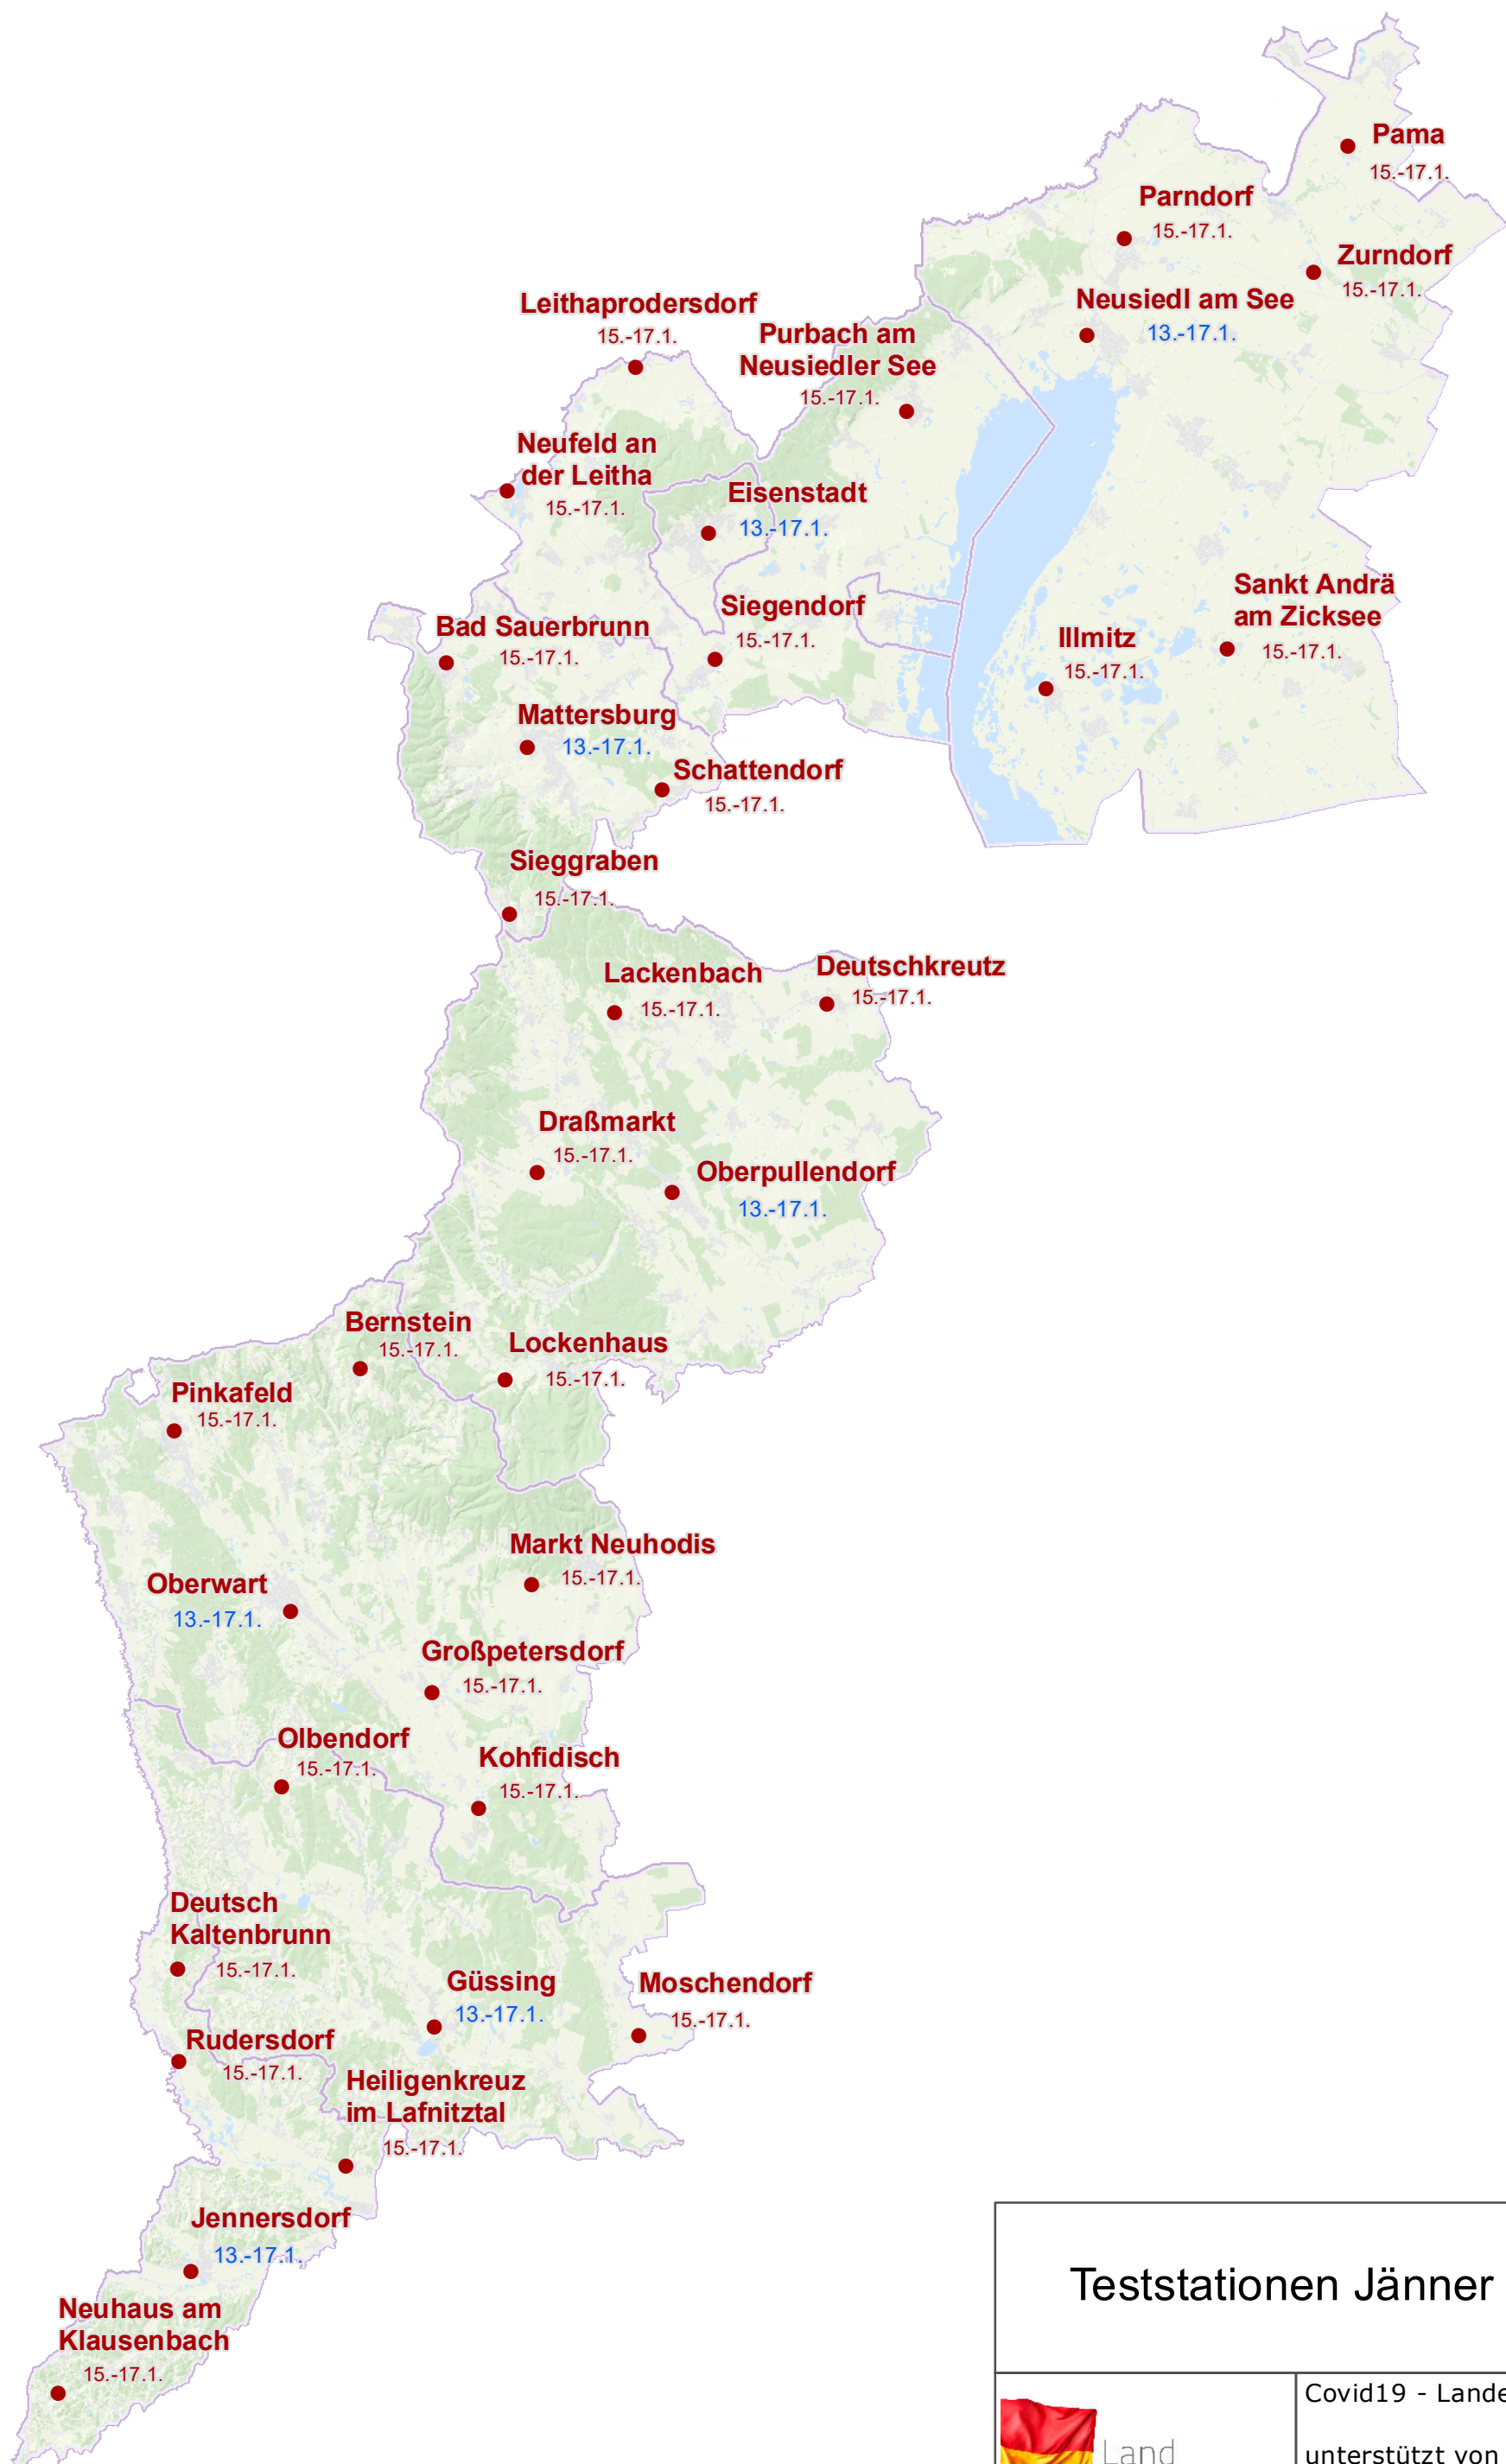 Pama
15.-17.1.
Parndorf
15.-17.1.
Zurndorf
15.-17.1.
Neusiedl am See
13.-17.1.
Leithaprodersdorf
15.-17.1.
Purbach am
Neusiedler See
15.-17.1.
Neufeld an
der Leitha
15.-17.1.
Eisenstadt
13.-17.1.
Sankt Andrä
am Zicksee
15.-17.1.
Siegendorf
15.-17.1.
Illmitz
15.-17.1.
Bad Sauerbrunn
15.-17.1.
Mattersburg
13.-17.1.
Schattendorf
15.-17.1.
Sieggraben
15.-17.1.
Lackenbach
15.-17.1.
Deutschkreutz
15.-17.1.
Draßmarkt
15.-17.1.
Oberpullendorf
13.-17.1.
Bernstein
15.-17.1.
Lockenhaus
15.-17.1.
Pinkafeld
15.-17.1.
Markt Neuhodis
15.-17.1.
Oberwart
13.-17.1.
Großpetersdorf
15.-17.1.
Olbendorf
15.-17.1.
Kohfidisch
15.-17.1.
Deutsch
Kaltenbrunn
15.-17.1.
Güssing
13.-17.1.
Moschendorf
15.-17.1.
Rudersdorf
15.-17.1.
Heiligenkreuz
im Lafnitztal
15.-17.1.
Jennersdorf
13.-17.1.
Neuhaus am
Klausenbach
15.-17.1.
Teststationen Jänner
Covid19 - Lande
Land
unterstützt von